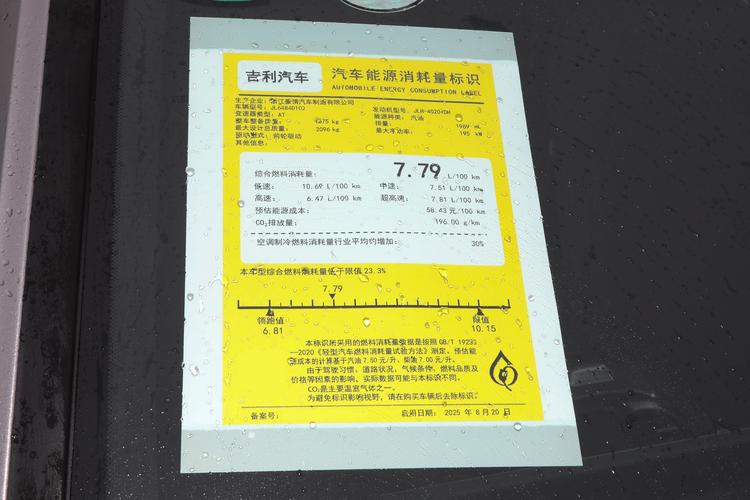 吉利汽车
汽车能源消耗量标识
AUTOMOBILE ENERGY CONSUMPTION LABEL
生产企业: 浙江豪情汽车制造有限公司
车辆型号: JL6484D102
发动机型号: JLH-4G20TDH
变速器类型: AT
能源种类: 汽油
整车整备质量: 1675 kg
排量: 1969 mL
最大设计总质量: 2096 kg
最大净功率: 195 kW
驱动型式: 前轮驱动
其他信息:
综合燃料消耗量: 7.79 L/100 km
低速: 10.69 L/100 km 中速: 7.51 L/100 km
高速: 6.47 L/100 km 超高速: 7.81 L/100 km
预估能源成本: 58.43 元/100 km
CO₂排放量: 196.00 g/km
空调制冷燃料消耗量行业平均约增加: 30%
本车型综合燃料消耗量低于限值 23.3%
7.79
领跑值 限值
6.81 10.15
本标识所采用的燃料消耗量数据是按照 GB/T 19233
—2020《轻型汽车燃料消耗量试验方法》测定。预估能
源成本的计算基于汽油 7.50 元/升、柴油 7.00 元/升。
由于驾驶习惯、道路状况、气候条件、燃料品质及
价格等因素的影响，实际数据可能与本标识不同。
CO₂是主要温室气体之一。
为避免标识影响视野，请在购买车辆后去除标识。
备案号: 启用日期: 2025 年 8 月 20 日